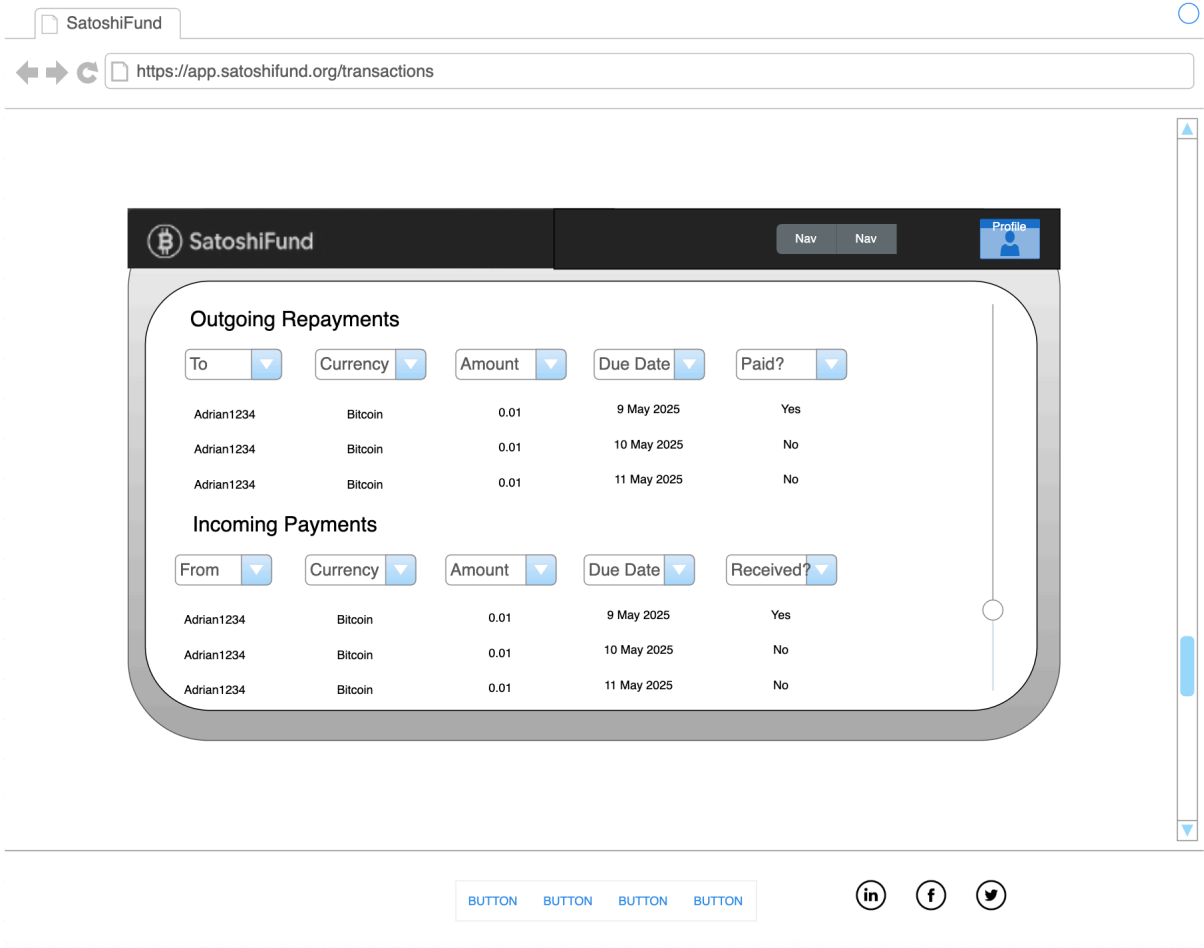 SatoshiFund
https://app.satoshifund.org/transactions
SatoshiFund
Nav Nav
Profile
Outgoing Repayments
To Currency Amount Due Date Paid?
Adrian1234 Bitcoin 0.01 9 May 2025 Yes
Adrian1234 Bitcoin 0.01 10 May 2025 No
Adrian1234 Bitcoin 0.01 11 May 2025 No
Incoming Payments
From Currency Amount Due Date Received?
Adrian1234 Bitcoin 0.01 9 May 2025 Yes
Adrian1234 Bitcoin 0.01 10 May 2025 No
Adrian1234 Bitcoin 0.01 11 May 2025 No
BUTTON BUTTON BUTTON BUTTON